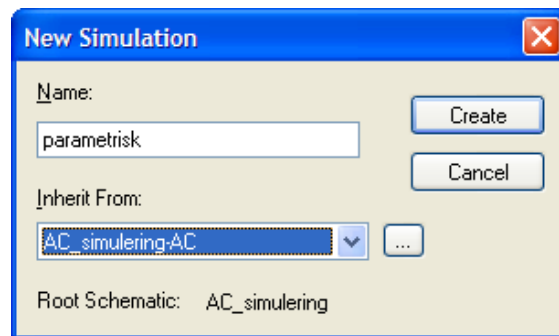 New Simulation
Name:
Create
parametrisk
Cancel
Inherit From:
AC_simulering-AC
...
Root Schematic: AC_simulering